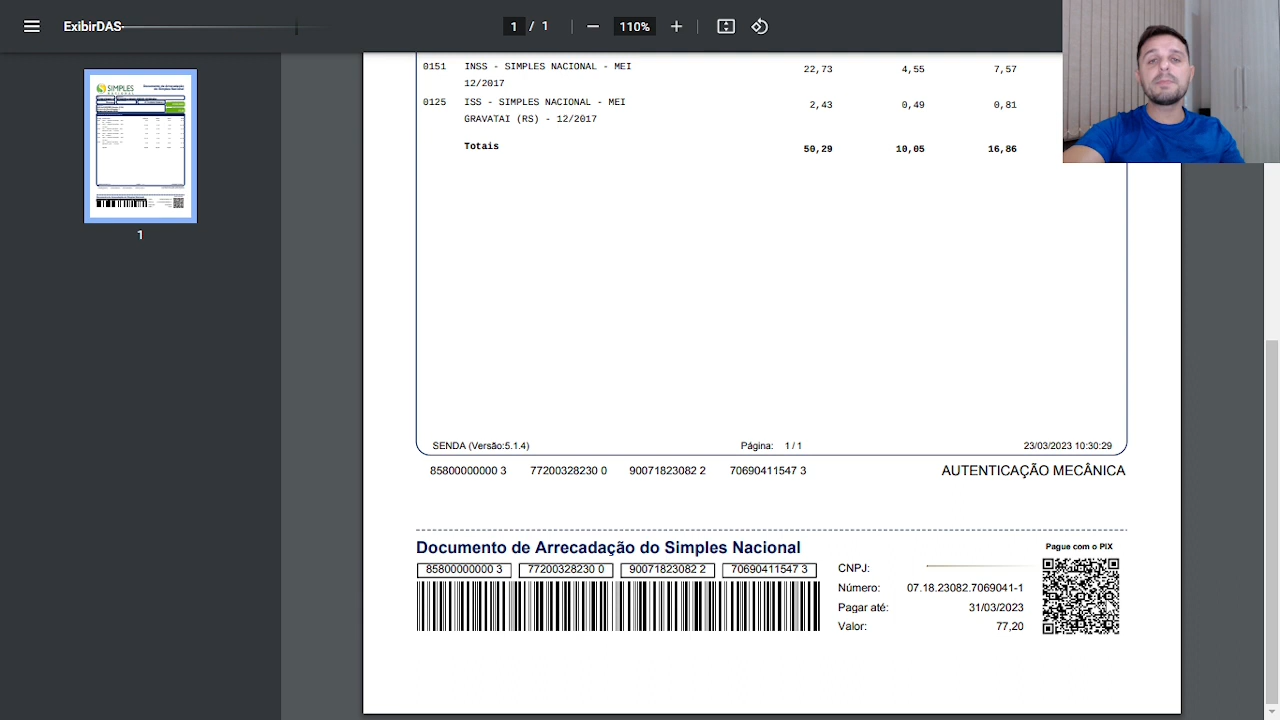 ExibirDAS-
1 / 1
110%
1
0151 INSS - SIMPLES NACIONAL - MEI 22,73 4,55 7,57
12/2017
0125 ISS - SIMPLES NACIONAL - MEI 2,43 0,49 0,81
GRAVATAI (RS) - 12/2017
Totais 50,29 10,05 16,86
SENDA (Versão:5.1.4) Página: 1 / 1 23/03/2023 10:30:29
85800000000 3 77200328230 0 90071823082 2 70690411547 3 AUTENTICAÇÃO MECÂNICA
Documento de Arrecadação do Simples Nacional
Pague com o PIX
85800000000 3 77200328230 0 90071823082 2 70690411547 3
CNPJ:
Número: 07.18.23082.7069041-1
Pagar até: 31/03/2023
Valor: 77,20